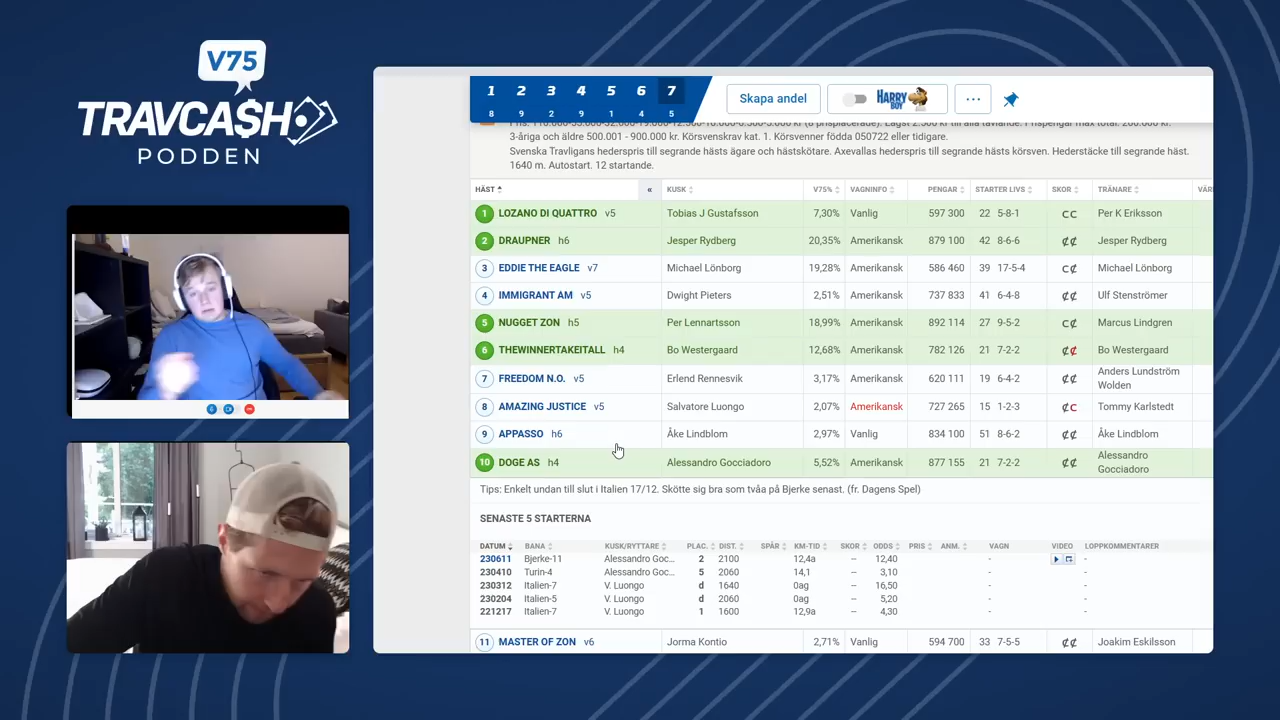 V75
TRAVCA$H
PODDEN
1 2 3 4 5 6 7
8 9 2 9 1 4 5
Skapa andel
HARRY BOY
...
3-åriga och äldre 500.001 - 900.000 kr. Körsvenskrav kat. 1. Körsvenner födda 050722 eller tidigare.
Svenska Travligans hederspris till segrande hästs ägare och hästskötare. Axevallas hederspris till segrande hästs körsven. Hederstäcke till segrande häst.
1640 m. Autostart. 12 startande.
HÄST « KUSK V75% VAGNINFO PENGAR STARTER LIVS SKOR TRÄNARE
1 LOZANO DI QUATTRO v5 Tobias J Gustafsson 7,30% Vanlig 597 300 22 5-8-1 C C Per K Eriksson
2 DRAUPNER h6 Jesper Rydberg 20,35% Amerikansk 879 100 42 8-6-6 ₵ ₵ Jesper Rydberg
3 EDDIE THE EAGLE v7 Michael Lönborg 19,28% Amerikansk 586 460 39 17-5-4 C ₵ Michael Lönborg
4 IMMIGRANT AM v5 Dwight Pieters 2,51% Amerikansk 737 833 41 6-4-8 ₵ ₵ Ulf Stenströmer
5 NUGGET ZON h5 Per Lennartsson 18,99% Amerikansk 892 114 27 9-5-2 C ₵ Marcus Lindgren
6 THEWINNERTAKEITALL h4 Bo Westergaard 12,68% Amerikansk 782 126 21 7-2-2 ₵ ₵ Bo Westergaard
7 FREEDOM N.O. v5 Erlend Rennesvik 3,17% Amerikansk 620 111 19 6-4-2 ₵ ₵ Anders Lundström Wolden
8 AMAZING JUSTICE v5 Salvatore Luongo 2,07% Amerikansk 727 265 15 1-2-3 ₵ C Tommy Karlstedt
9 APPASSO h6 Åke Lindblom 2,97% Vanlig 834 100 51 8-6-2 ₵ ₵ Åke Lindblom
10 DOGE AS h4 Alessandro Gocciadoro 5,52% Amerikansk 877 155 21 7-2-2 ₵ ₵ Alessandro Gocciadoro
Tips: Enkelt undan till slut i Italien 17/12. Skötte sig bra som tvåa på Bjerke senast. (fr. Dagens Spel)
SENASTE 5 STARTERNA
DATUM BANA KUSK/RYTTARE PLAC. DIST. SPÅR KM-TID SKOR ODDS PRIS ANM. VAGN VIDEO LOPPKOMMENTARER
230611 Bjerke-11 Alessandro Goc... 2 2100 12,4a -- 12,40 - - -
230410 Turin-4 Alessandro Goc... 5 2060 14,1 -- 3,10 - - -
230312 Italien-7 V. Luongo d 1640 0ag -- 16,50 - - -
230204 Italien-5 V. Luongo d 2060 0ag -- 5,20 - - -
221217 Italien-7 V. Luongo 1 1600 12,9a -- 4,30 - - -
11 MASTER OF ZON v6 Jorma Kontio 2,71% Vanlig 594 700 33 7-5-5 ₵ ₵ Joakim Eskilsson